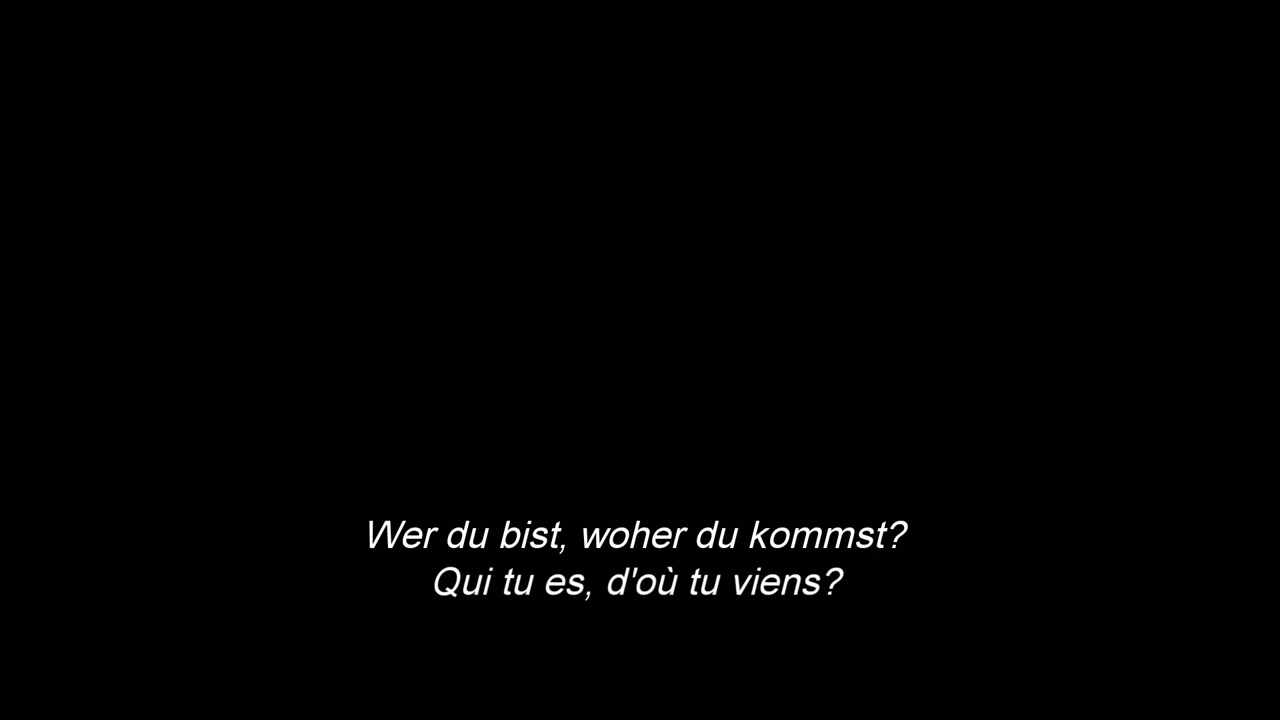 Wer du bist, woher du kommst?
Qui tu es, d'où tu viens?